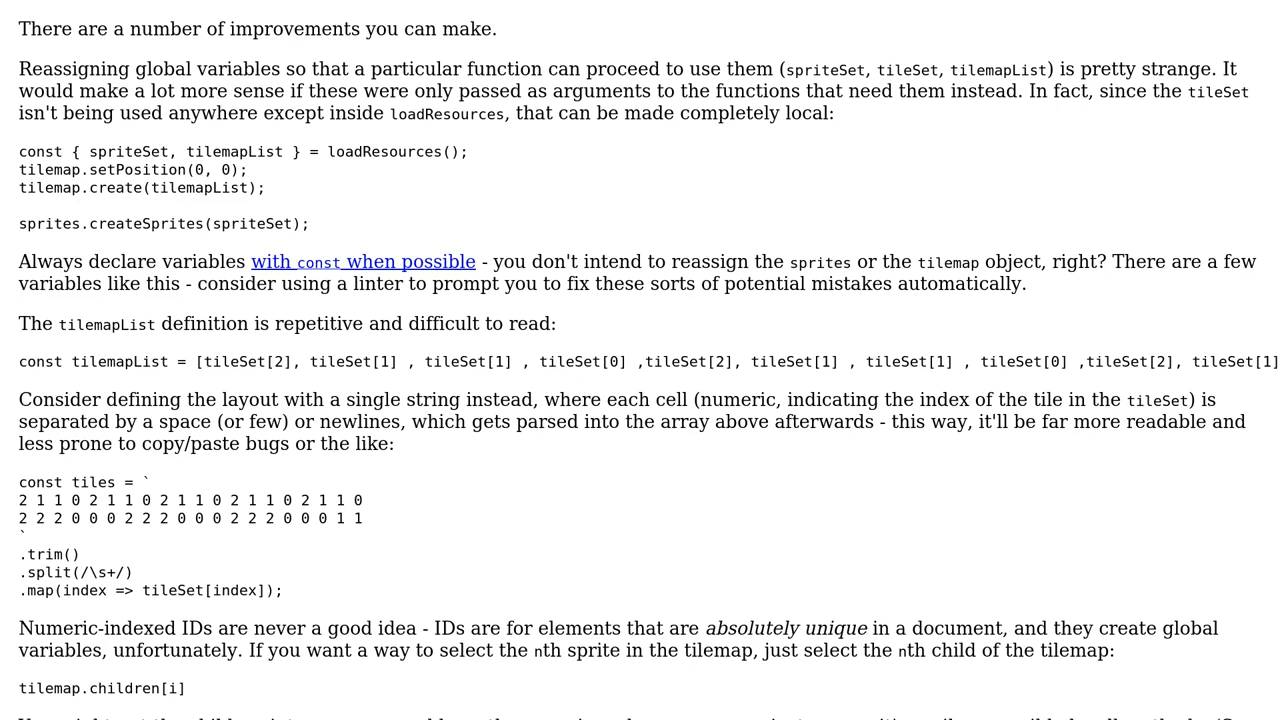 There are a number of improvements you can make.
Reassigning global variables so that a particular function can proceed to use them (spriteSet, tileSet, tilemapList) is pretty strange. It
would make a lot more sense if these were only passed as arguments to the functions that need them instead. In fact, since the tileSet
isn't being used anywhere except inside loadResources, that can be made completely local:
const { spriteSet, tilemapList } = loadResources();
tilemap.setPosition(0, 0);
tilemap.create(tilemapList);
sprites.createSprites(spriteSet);
Always declare variables with const when possible - you don't intend to reassign the sprites or the tilemap object, right? There are a few
variables like this - consider using a linter to prompt you to fix these sorts of potential mistakes automatically.
The tilemapList definition is repetitive and difficult to read:
const tilemapList = [tileSet[2], tileSet[1] , tileSet[1] , tileSet[0] ,tileSet[2], tileSet[1] , tileSet[1] , tileSet[0] ,tileSet[2], tileSet[1]
Consider defining the layout with a single string instead, where each cell (numeric, indicating the index of the tile in the tileSet) is
separated by a space (or few) or newlines, which gets parsed into the array above afterwards - this way, it'll be far more readable and
less prone to copy/paste bugs or the like:
const tiles = `
2 1 1 0 2 1 1 0 2 1 1 0 2 1 1 0 2 1 1 0
2 2 2 0 0 0 2 2 2 0 0 0 2 2 2 0 0 0 1 1
`
.trim()
.split(/\s+/)
.map(index => tileSet[index]);
Numeric-indexed IDs are never a good idea - IDs are for elements that are absolutely unique in a document, and they create global
variables, unfortunately. If you want a way to select the nth sprite in the tilemap, just select the nth child of the tilemap:
tilemap.children[i]